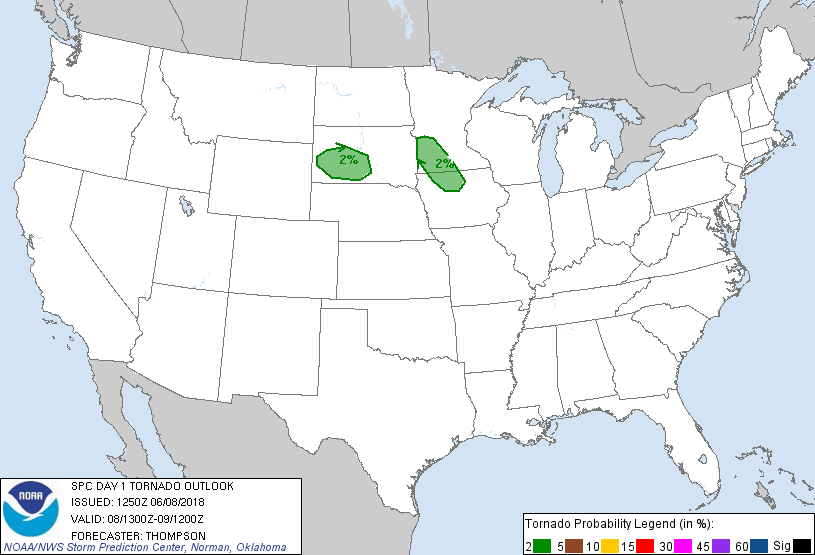 2%
2%
NOAA
SPC DAY 1 TORNADO OUTLOOK
ISSUED: 1250Z 06/08/2018
VALID: 08/1300Z-09/1200Z
FORECASTER: THOMPSON
NOAA/NWS Storm Prediction Center, Norman, Oklahoma
Tornado Probability Legend (in %):
2 5 10 15 30 45 60 Sig